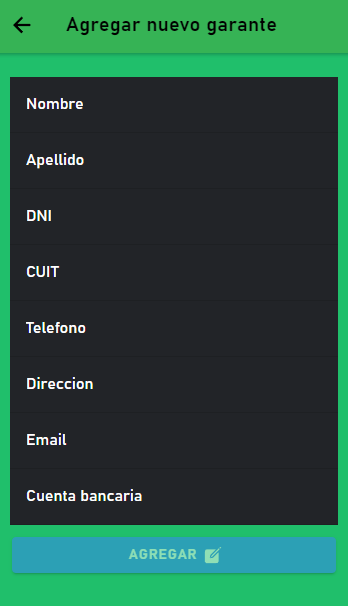 Agregar nuevo garante
Nombre
Apellido
DNI
CUIT
Telefono
Direccion
Email
Cuenta bancaria
AGREGAR